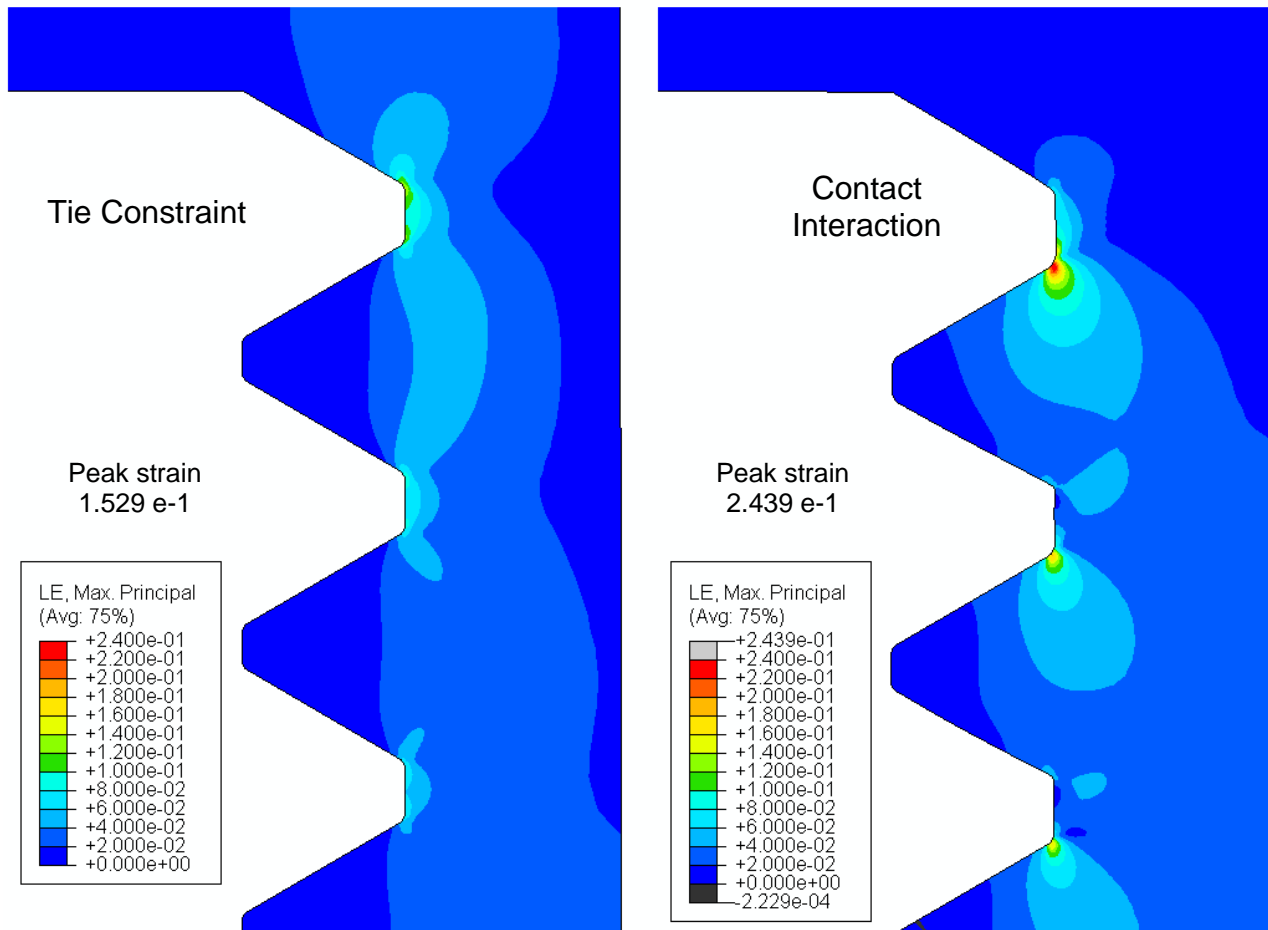 Tie Constraint
Peak strain
1.529 e-1
LE, Max. Principal
(Avg: 75%)
+2.400e-01
+2.200e-01
+2.000e-01
+1.800e-01
+1.600e-01
+1.400e-01
+1.200e-01
+1.000e-01
+8.000e-02
+6.000e-02
+4.000e-02
+2.000e-02
+0.000e+00
Contact
Interaction
Peak strain
2.439 e-1
LE, Max. Principal
(Avg: 75%)
+2.439e-01
+2.400e-01
+2.200e-01
+2.000e-01
+1.800e-01
+1.600e-01
+1.400e-01
+1.200e-01
+1.000e-01
+8.000e-02
+6.000e-02
+4.000e-02
+2.000e-02
+0.000e+00
-2.229e-04